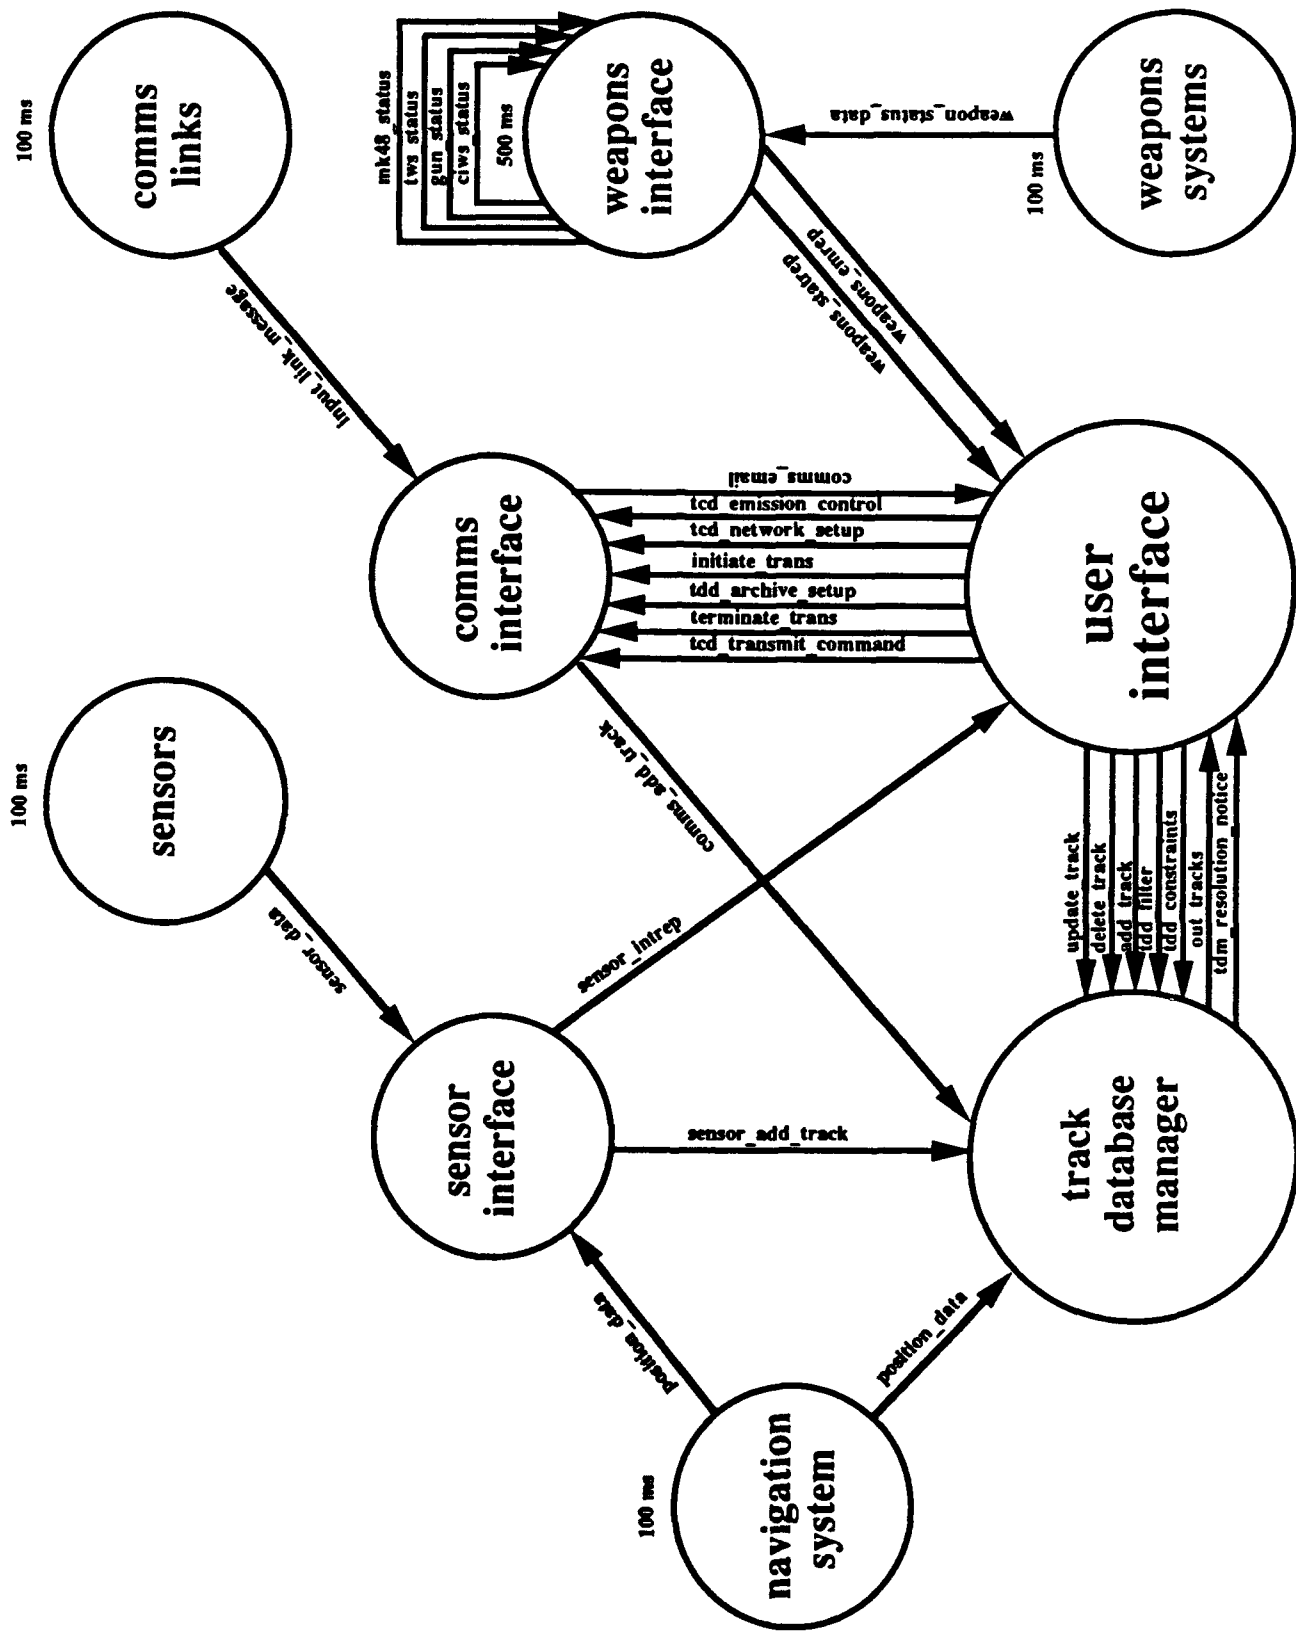 100 ms
comms
links
100 ms
sensors
input_link_message
sensor_data
mk48_status
tws_status
gun_status
ciws_status
500 ms
weapons
interface
comms
interface
sensor
interface
position_data
100 ms
navigation
system
weapon_status_data
100 ms
weapons
systems
weapons_emrep
weapons_statrep
comms_email
tcd_emission_control
tcd_network_setup
initiate_trans
tdd_archive_setup
terminate_trans
tcd_transmit_command
comms_add_track
sensor_intrep
sensor_add_track
position_data
user
interface
update_track
delete_track
add_track
tdd_filter
tdd_constraints
out_tracks
tdm_resolution_notice
track
database
manager